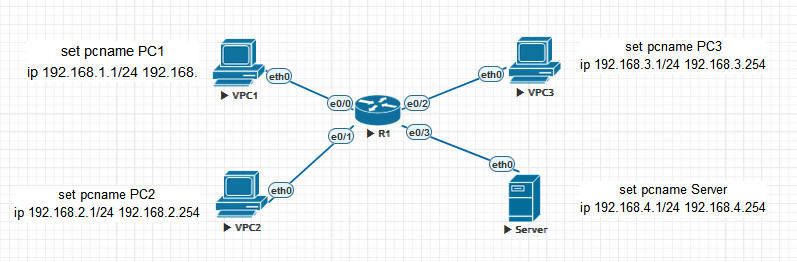 set pcname PC1
ip 192.168.1.1/24 192.168.
eth0
VPC1
set pcname PC3
ip 192.168.3.1/24 192.168.3.254
eth0
VPC3
e0/0
e0/2
R1
e0/1
e0/3
set pcname PC2
ip 192.168.2.1/24 192.168.2.254
eth0
VPC2
eth0
Server
set pcname Server
ip 192.168.4.1/24 192.168.4.254